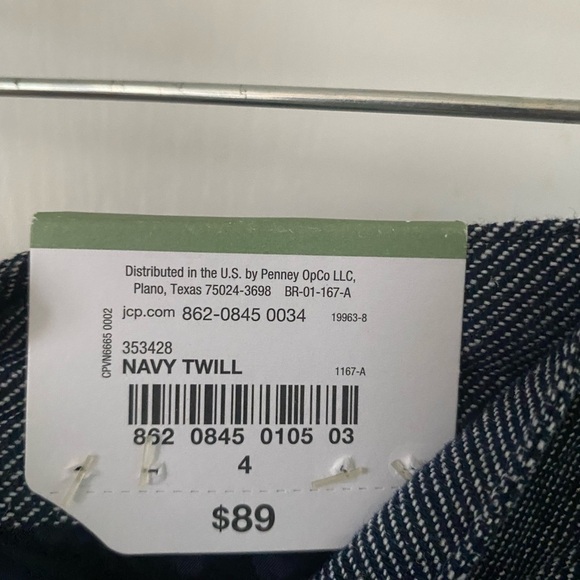 Distributed in the U.S. by Penney OpCo LLC,
Plano, Texas 75024-3698 BR-01-167-A
jcp.com 862-0845 0034 19963-8
CPVN6665 0002
353428
NAVY TWILL 1167-A
862 0845 0105 03
4
$89